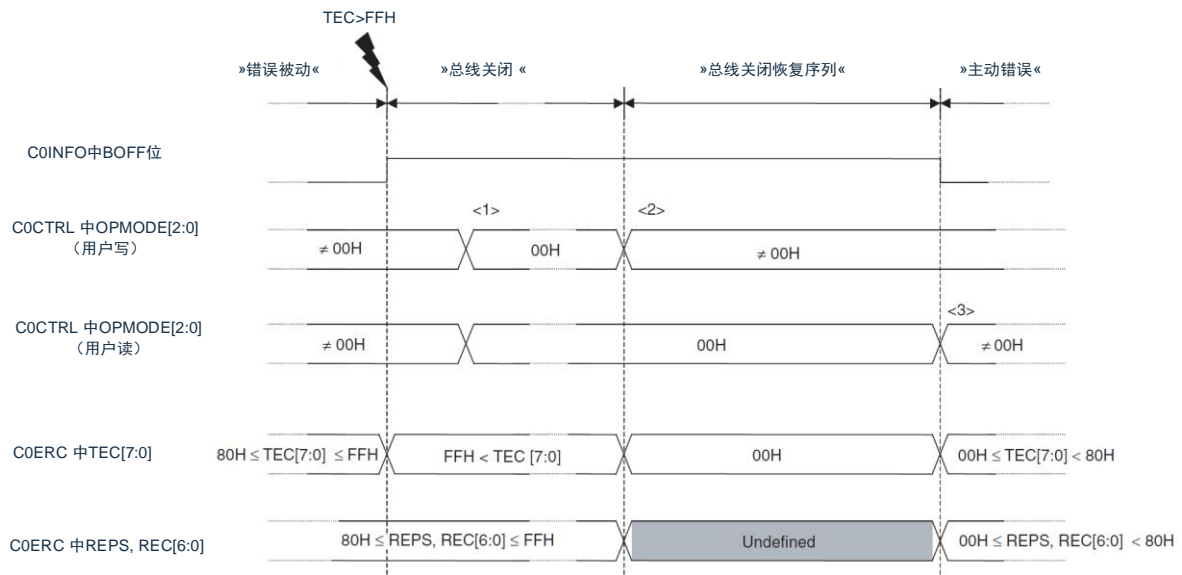 TEC>FFH
»错误被动«
»总线关闭 «
»总线关闭恢复序列«
»主动错误«
C0INFO中BOFF位
<1>
<2>
C0CTRL 中OPMODE[2:0]
（用户写）
≠ 00H
00H
≠ 00H
<3>
C0CTRL 中OPMODE[2:0]
（用户读）
≠ 00H
00H
≠ 00H
C0ERC 中TEC[7:0]
80H ≤ TEC[7:0] ≤ FFH
FFH < TEC [7:0]
00H
00H ≤ TEC[7:0] < 80H
C0ERC 中REPS, REC[6:0]
80H ≤ REPS, REC[6:0] ≤ FFH
Undefined
00H ≤ REPS, REC[6:0] < 80H